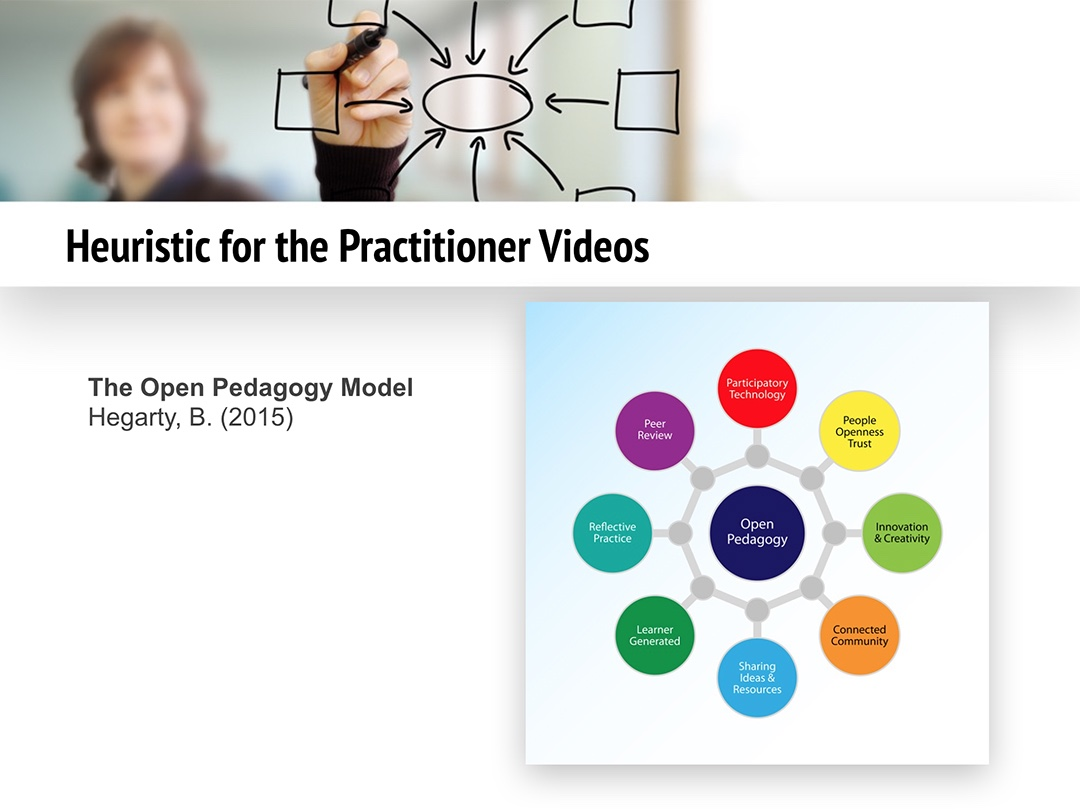 Heuristic for the Practitioner Videos
The Open Pedagogy Model
Hegarty, B. (2015)
Participatory
Technology
People
Openness
Trust
Innovation
& Creativity
Connected
Community
Sharing
Ideas &
Resources
Learner
Generated
Reflective
Practice
Peer
Review
Open
Pedagogy